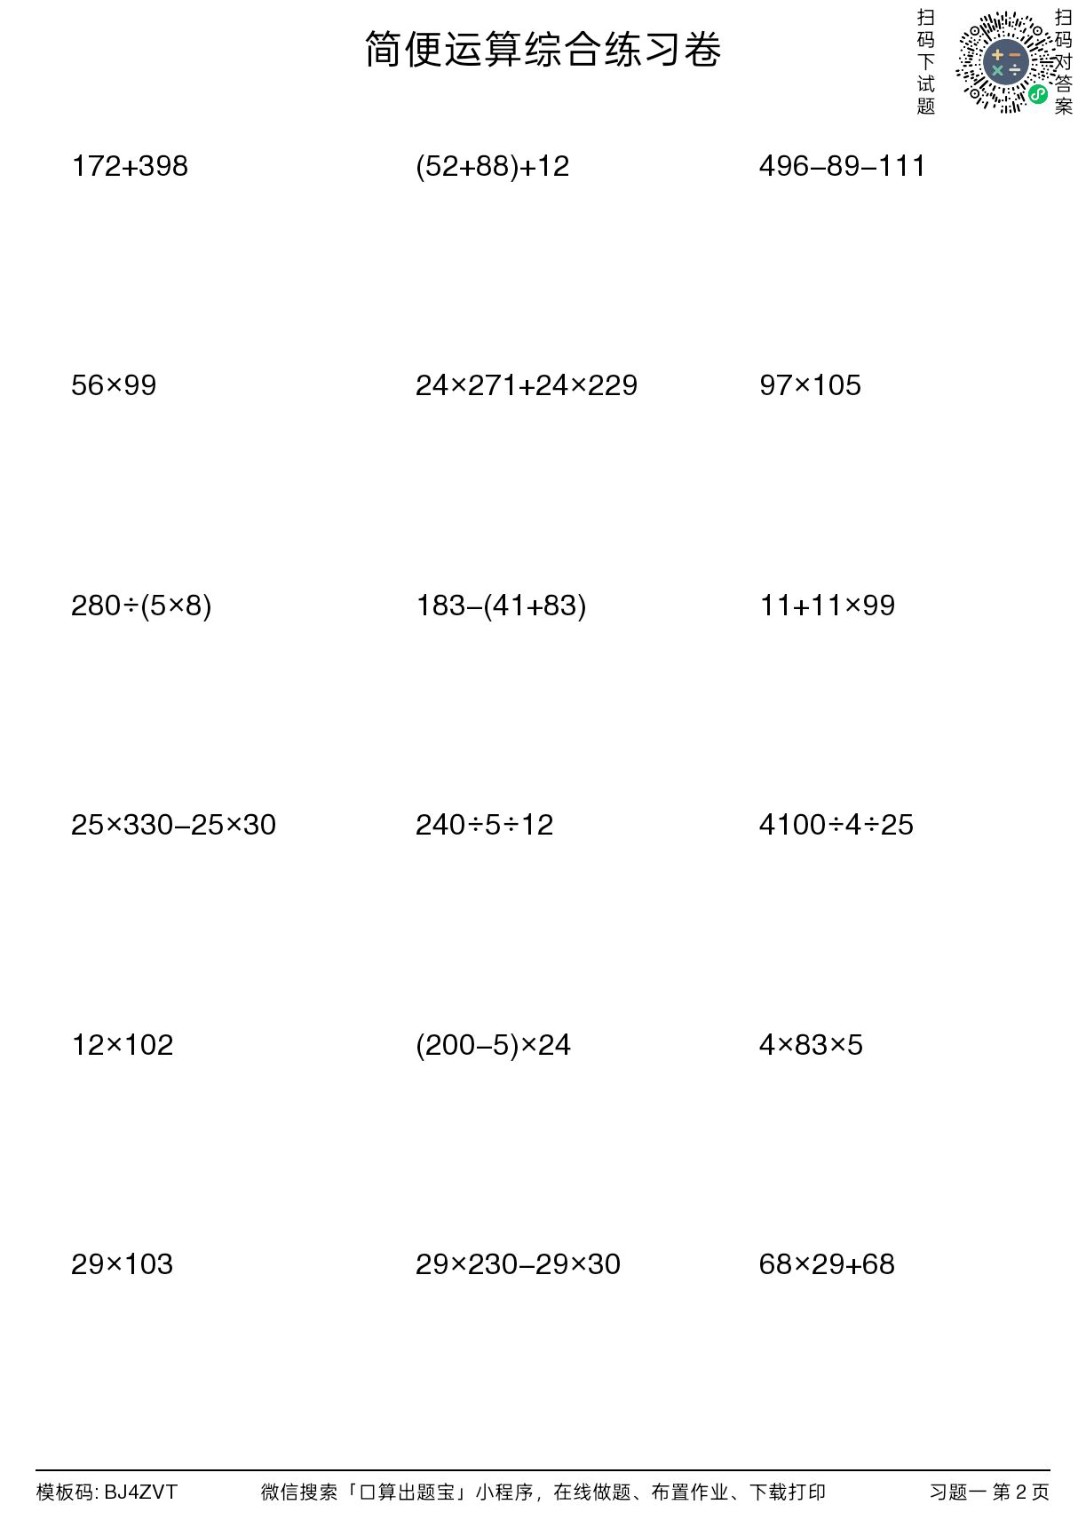 简便运算综合练习卷
扫码下试题
扫码对答案
172+398 (52+88)+12 496−89−111
56×99 24×271+24×229 97×105
280÷(5×8) 183−(41+83) 11+11×99
25×330−25×30 240÷5÷12 4100÷4÷25
12×102 (200−5)×24 4×83×5
29×103 29×230−29×30 68×29+68
模板码: BJ4ZVT 微信搜索「口算出题宝」小程序，在线做题、布置作业、下载打印 习题一 第 2 页